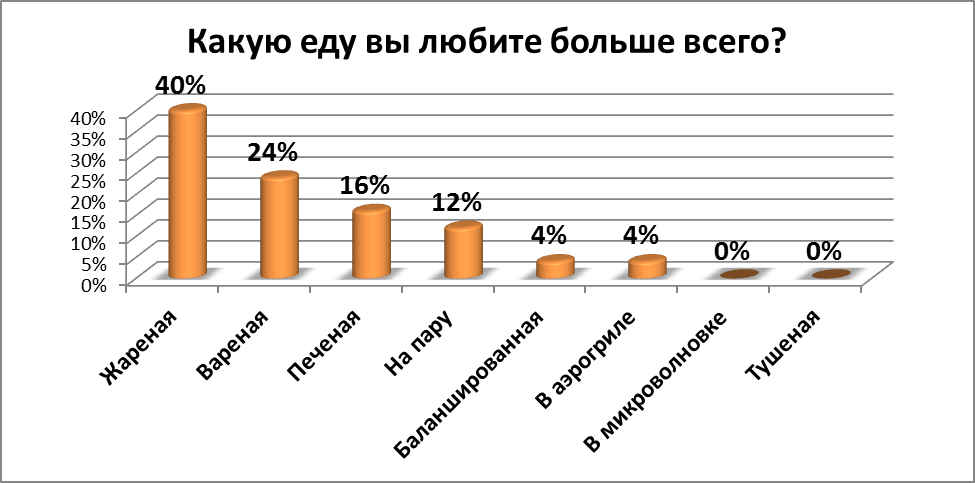 Какую еду вы любите больше всего?
40%
24%
16%
12%
4%
4%
0%
0%
40%
35%
30%
25%
20%
15%
10%
5%
0%
Жареная
Вареная
Печеная
На пару
Баланшированная
В аэрогриле
В микроволновке
Тушеная